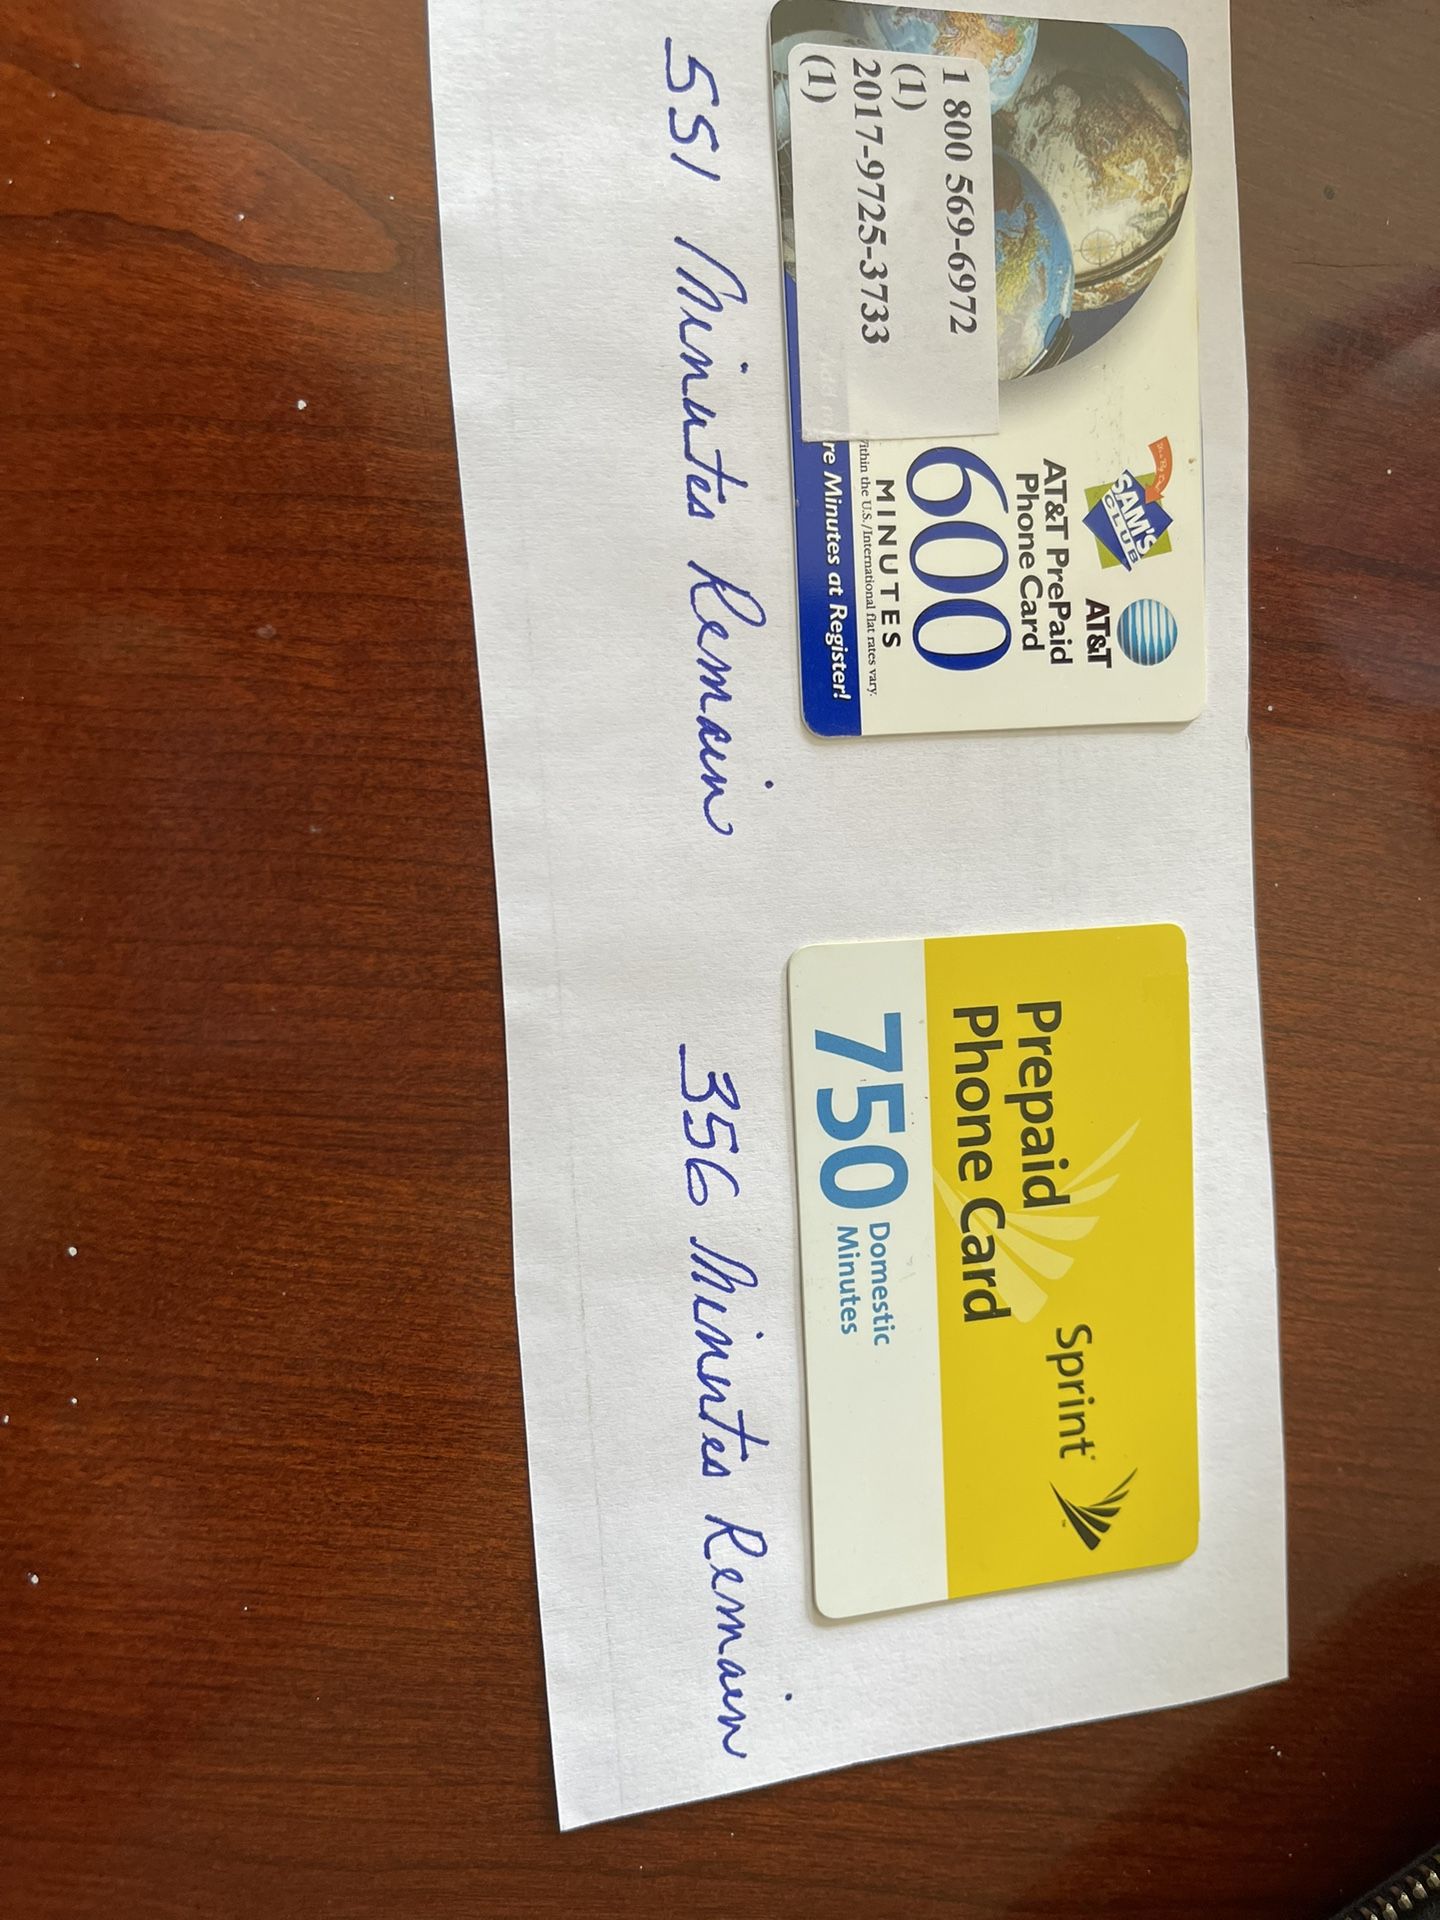 1 800 569-6972
(1)
2017-9725-3733
(1)
SAM'S
CLUB
AT&T
AT&T PrePaid
Phone Card
600
MINUTES
ithin the U.S./International flat rates vary.
re Minutes at Register!
551 Minutes Remain
Sprint
Prepaid
Phone Card
750 Domestic
Minutes
356 Minutes Remain